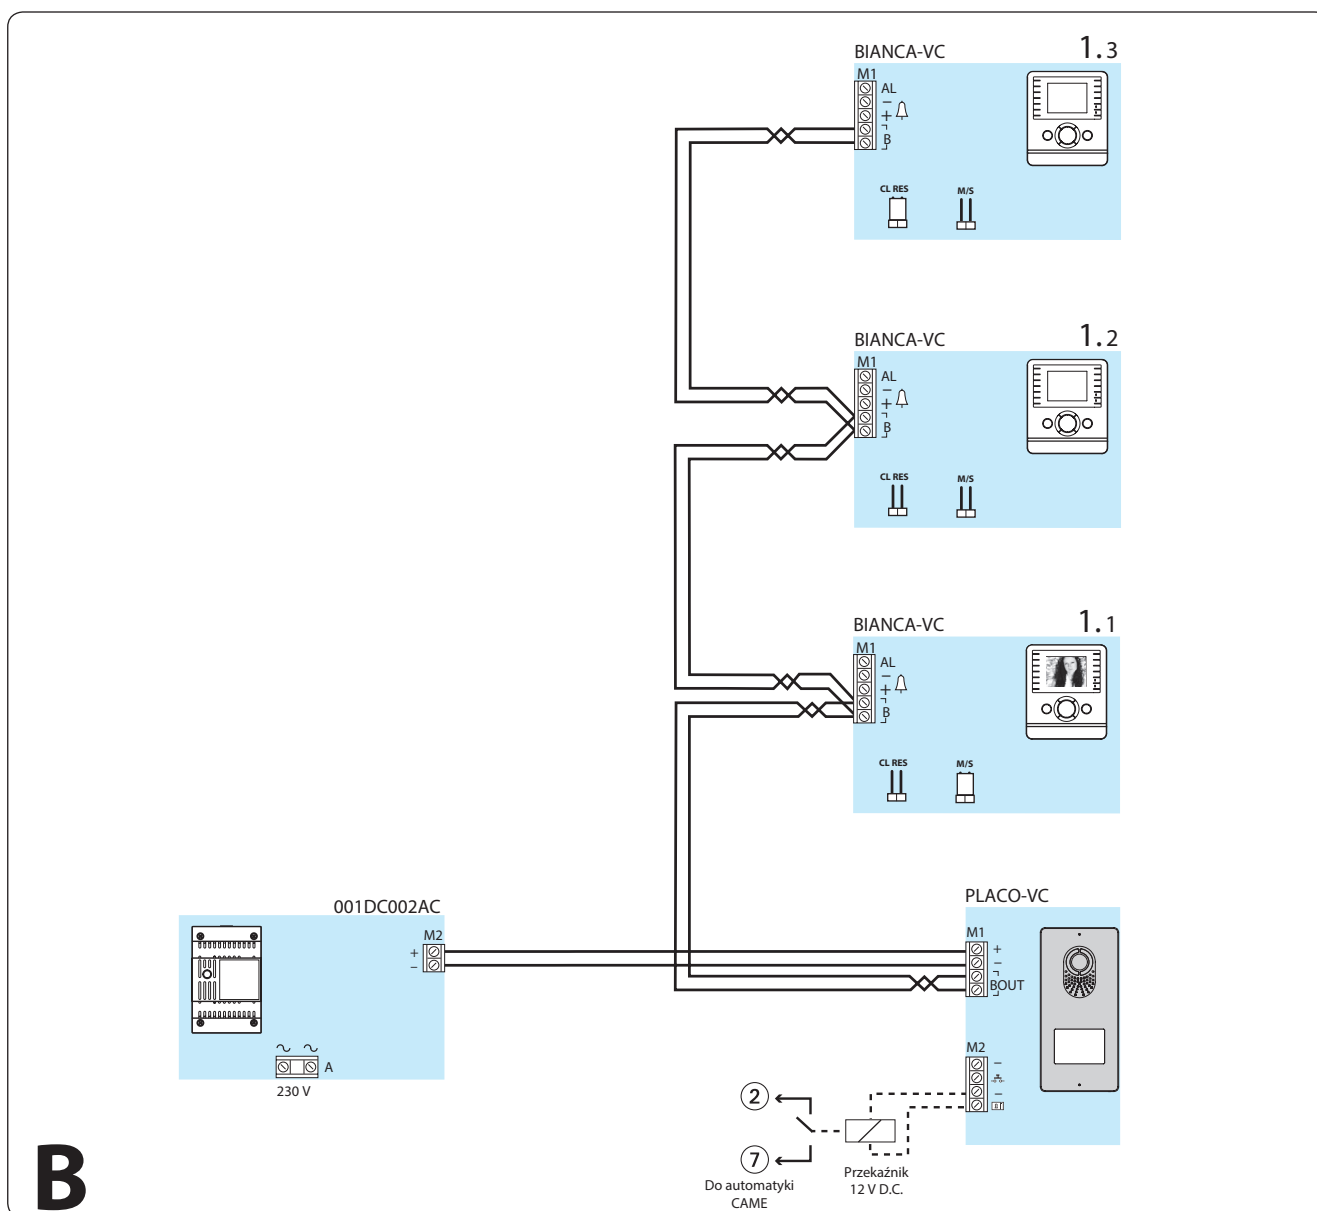 BIANCA-VC 1.3
M1
AL
−
+
B
CL RES M/S
BIANCA-VC 1.2
M1
AL
−
+
B
CL RES M/S
BIANCA-VC 1.1
M1
AL
−
+
B
CL RES M/S
001DC002AC
M2
+
−
A
230 V
PLACO-VC
M1
+
−
BOUT
M2
−
−
2
7
Do automatyki
CAME
Przekaźnik
12 V D.C.
B